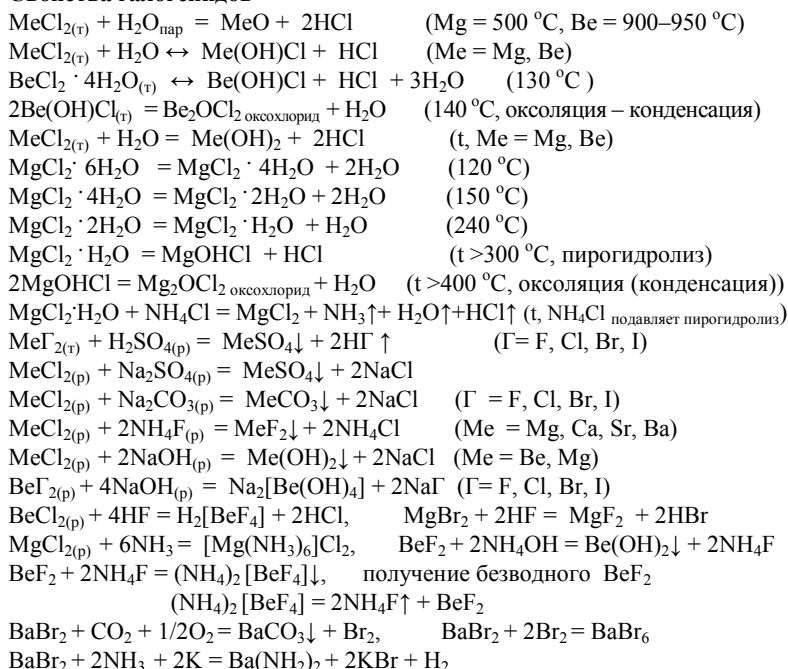 MeCl₂₍т₎ + H₂Oпар = MeO + 2HCl (Mg = 500 °C, Be = 900–950 °C)
MeCl₂₍т₎ + H₂O ↔ Me(OH)Cl + HCl (Me = Mg, Be)
BeCl₂ · 4H₂O₍т₎ ↔ Be(OH)Cl + HCl + 3H₂O (130 °C )
2Be(OH)Cl₍т₎ = Be₂OCl₂ оксохлорид + H₂O (140 °C, оксоляция – конденсация)
MeCl₂₍т₎ + H₂O = Me(OH)₂ + 2HCl (t, Me = Mg, Be)
MgCl₂· 6H₂O = MgCl₂ · 4H₂O + 2H₂O (120 °C)
MgCl₂ · 4H₂O = MgCl₂ · 2H₂O + 2H₂O (150 °C)
MgCl₂ · 2H₂O = MgCl₂ · H₂O + H₂O (240 °C)
MgCl₂ · H₂O = MgOHCl + HCl (t >300 °C, пирогидролиз)
2MgOHCl = Mg₂OCl₂ оксохлорид + H₂O (t >400 °C, оксоляция (конденсация))
MgCl₂·H₂O + NH₄Cl = MgCl₂ + NH₃↑+ H₂O↑+HCl↑ (t, NH₄Cl подавляет пирогидролиз)
MeГ₂₍т₎ + H₂SO₄₍р₎ = MeSO₄↓ + 2HГ ↑ (Г= F, Cl, Br, I)
MeCl₂₍р₎ + Na₂SO₄₍р₎ = MeSO₄↓ + 2NaCl
MeCl₂₍р₎ + Na₂CO₃₍р₎ = MeCO₃↓ + 2NaCl (Г = F, Cl, Br, I)
MeCl₂₍р₎ + 2NH₄F₍р₎ = MeF₂↓ + 2NH₄Cl (Me = Mg, Ca, Sr, Ba)
MeCl₂₍р₎ + 2NaOH₍р₎ = Me(OH)₂↓ + 2NaCl (Me = Be, Mg)
BeГ₂₍р₎ + 4NaOH₍р₎ = Na₂[Be(OH)₄] + 2NaГ (Г= F, Cl, Br, I)
BeCl₂₍р₎ + 4HF = H₂[BeF₄] + 2HCl, MgBr₂ + 2HF = MgF₂ + 2HBr
MgCl₂₍р₎ + 6NH₃ = [Mg(NH₃)₆]Cl₂, BeF₂ + 2NH₄OH = Be(OH)₂↓ + 2NH₄F
BeF₂ + 2NH₄F = (NH₄)₂ [BeF₄]↓, получение безводного BeF₂
(NH₄)₂ [BeF₄] = 2NH₄F↑ + BeF₂
BaBr₂ + CO₂ + 1/2O₂ = BaCO₃↓ + Br₂, BaBr₂ + 2Br₂ = BaBr₆
BaBr₂ + 2NH₃ + 2K = Ba(NH₂)₂ + 2KBr + H₂